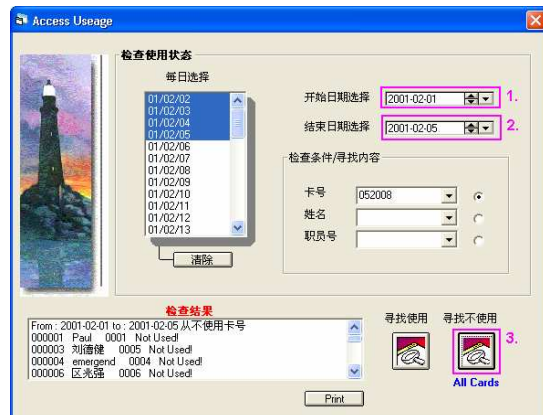 Access Useage
检查使用状态
每日选择
01/02/02
01/02/03
01/02/04
01/02/05
01/02/06
01/02/07
01/02/08
01/02/09
01/02/10
01/02/11
01/02/12
01/02/13
清除
开始日期选择 2001-02-01 1.
结束日期选择 2001-02-05 2.
检查条件/寻找内容
卡号 052008
姓名
职员号
检查结果
From : 2001-02-01 to : 2001-02-05 从不使用卡号
000001 Paul 0001 Not Used!
000003 刘德健 0005 Not Used!
000004 emergend 0004 Not Used!
000006 区兆强 0006 Not Used!
Print
寻找使用 寻找不使用
3.
All Cards